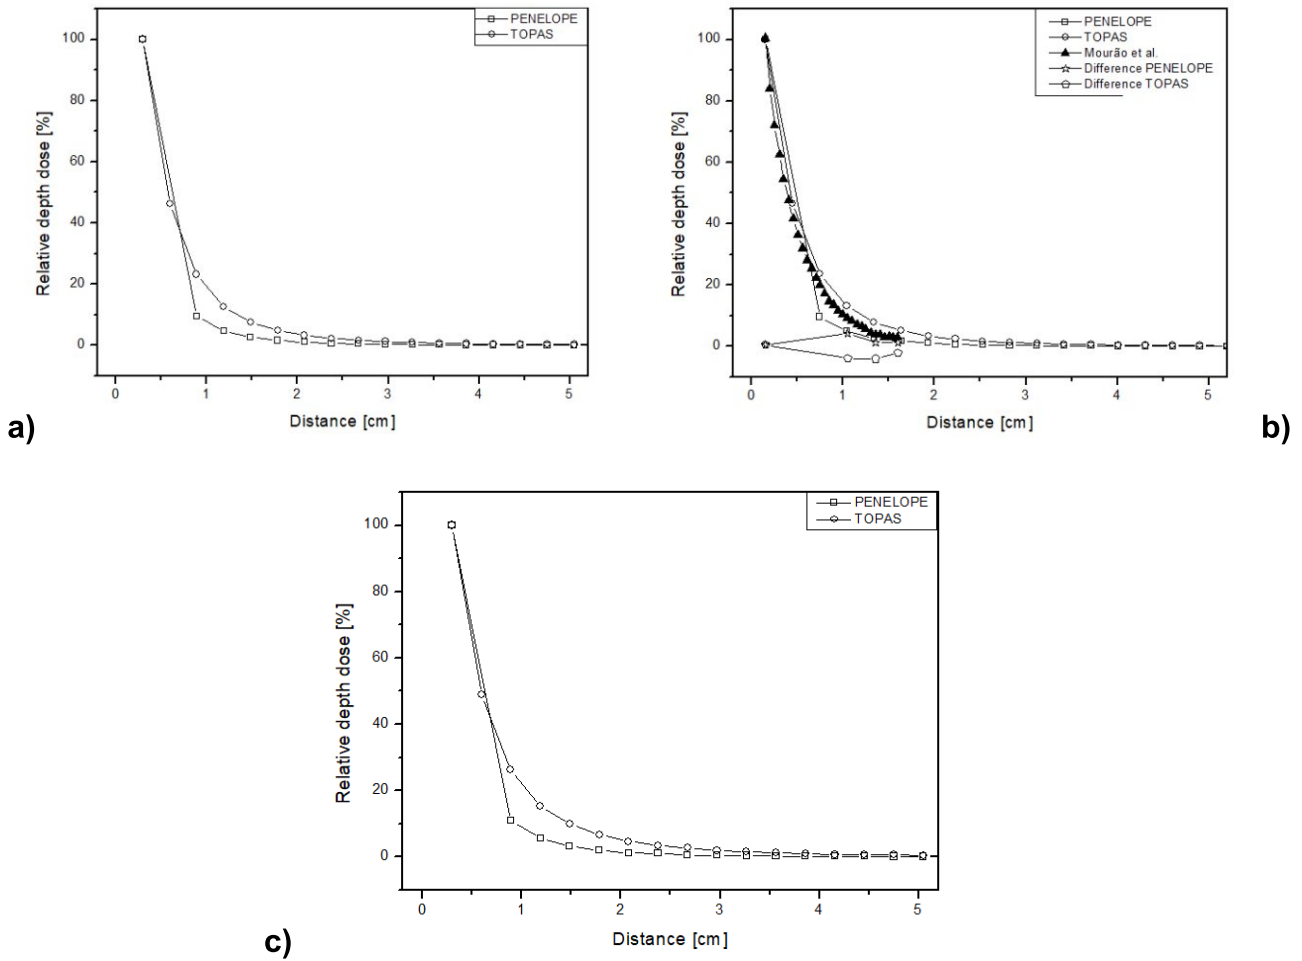 PENELOPE
TOPAS
100
80
60
40
20
0
Relative depth dose [%]
0 1 2 3 4 5
Distance [cm]
a)
PENELOPE
TOPAS
Mourão et al.
Difference PENELOPE
Difference TOPAS
100
80
60
40
20
0
Relative depth dose [%]
0 1 2 3 4 5
Distance [cm]
b)
PENELOPE
TOPAS
100
80
60
40
20
0
Relative depth dose [%]
0 1 2 3 4 5
Distance [cm]
c)